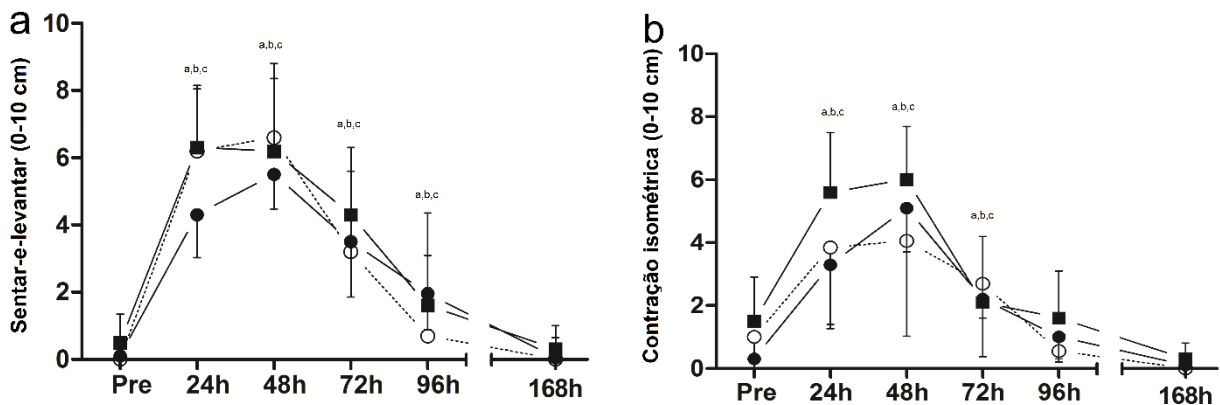 a
Sentar-e-levantar (0-10 cm)
10
8
6
4
2
0
a,b,c
a,b,c
a,b,c
a,b,c
Pre 24h 48h 72h 96h 168h
b
Contração isométrica (0-10 cm)
10
8
6
4
2
0
a,b,c
a,b,c
a,b,c
Pre 24h 48h 72h 96h 168h